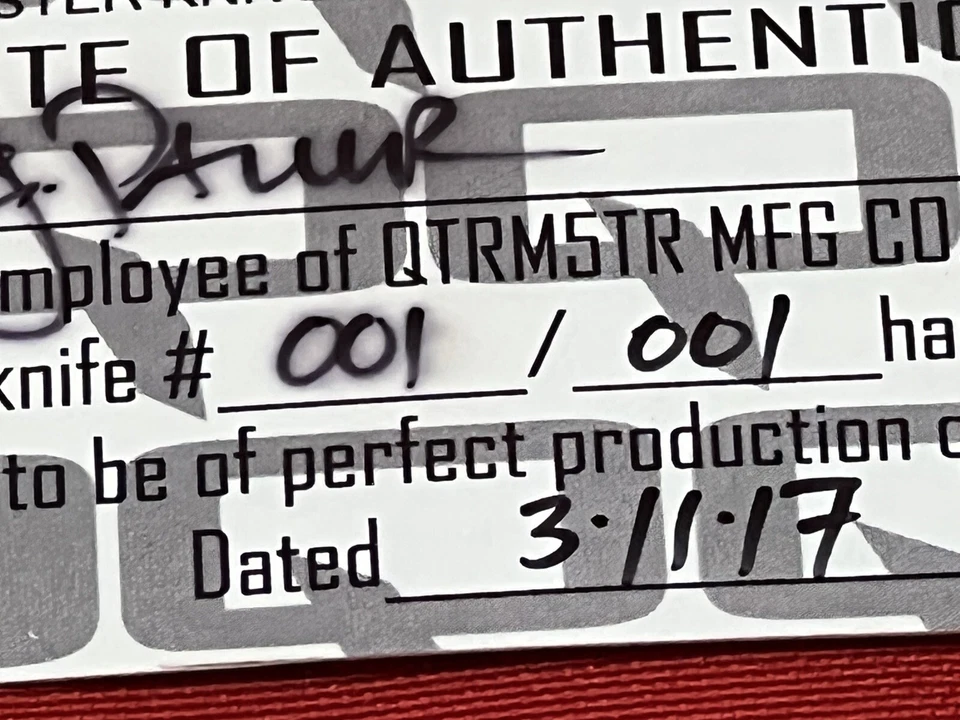 TE OF AUTHENTIC
mployee of QTRMSTR MFG CO
knife # 001 / 001 ha
to be of perfect production
Dated 3·11·17